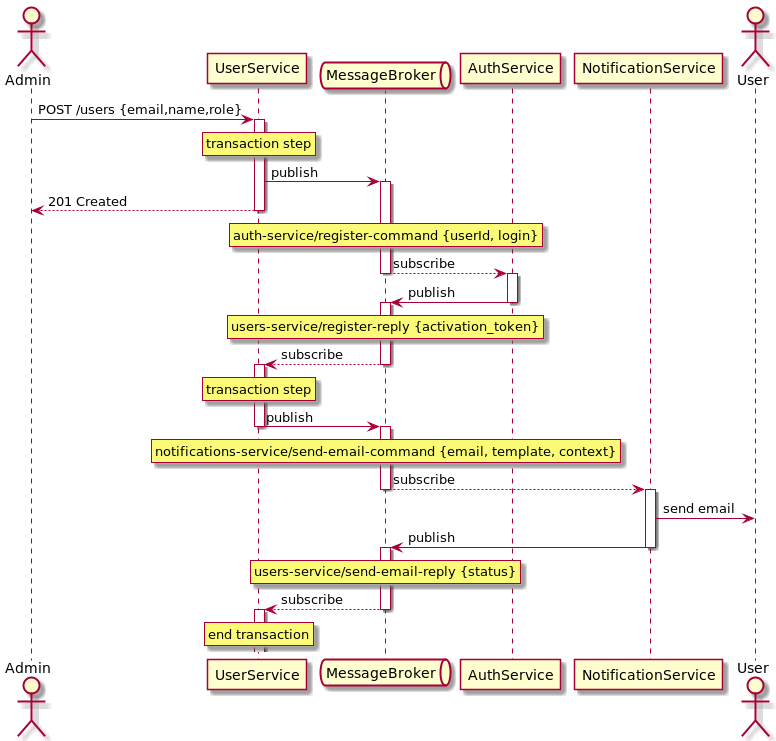 Admin
User
UserService
MessageBroker
AuthService
NotificationService
POST /users {email,name,role}
transaction step
publish
201 Created
auth-service/register-command {userId, login}
subscribe
publish
users-service/register-reply {activation_token}
subscribe
transaction step
publish
notifications-service/send-email-command {email, template, context}
subscribe
send email
publish
users-service/send-email-reply {status}
subscribe
end transaction
Admin
User
UserService
MessageBroker
AuthService
NotificationService